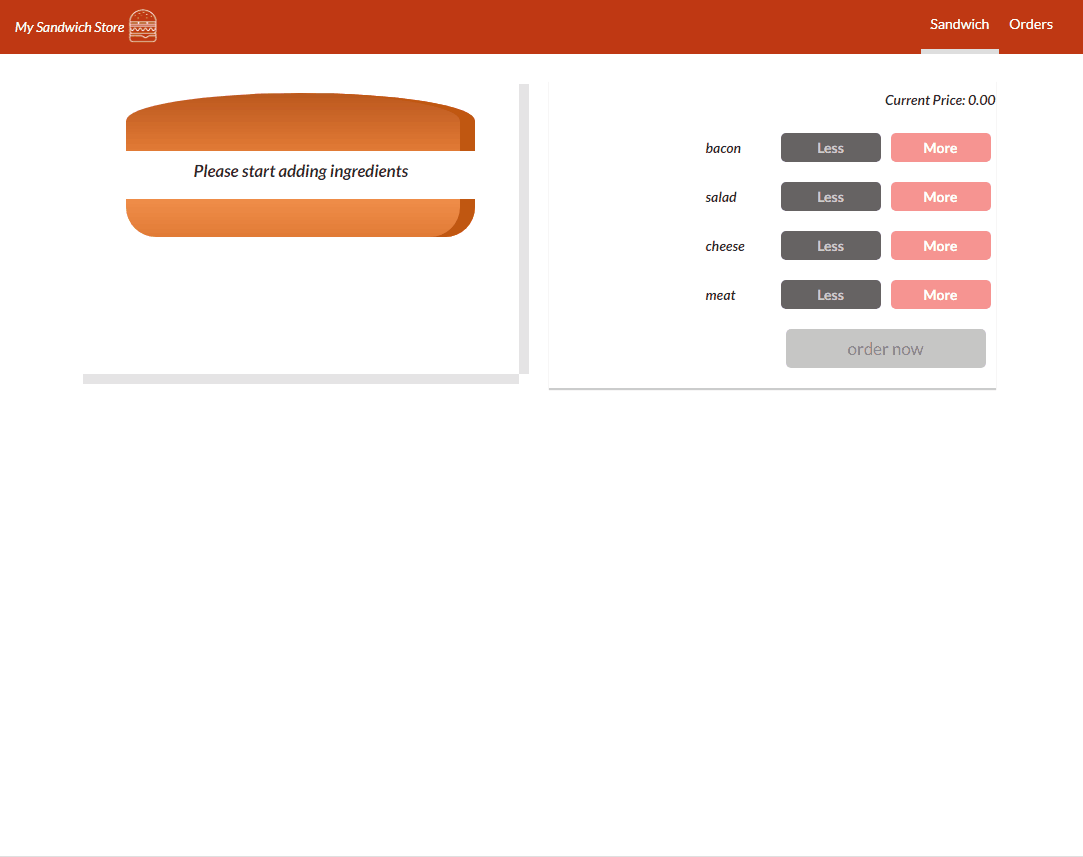 My Sandwich Store
Sandwich Orders
Please start adding ingredients
Current Price: 0.00
bacon Less More
salad Less More
cheese Less More
meat Less More
order now